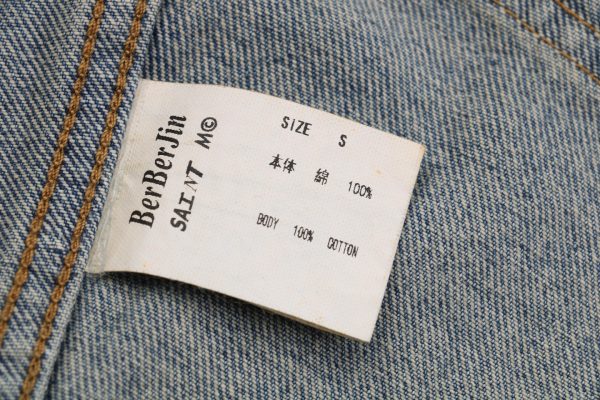 BerBerJin
SAINT M©
SIZE S
本体 綿 100%
BODY 100% COTTON